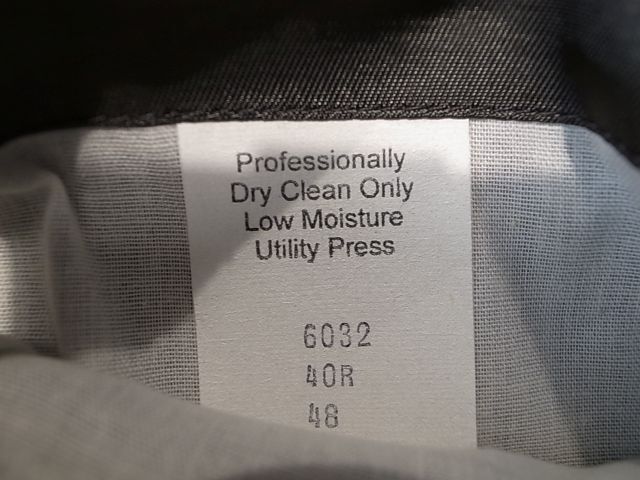 Professionally
Dry Clean Only
Low Moisture
Utility Press
6032
40R
48